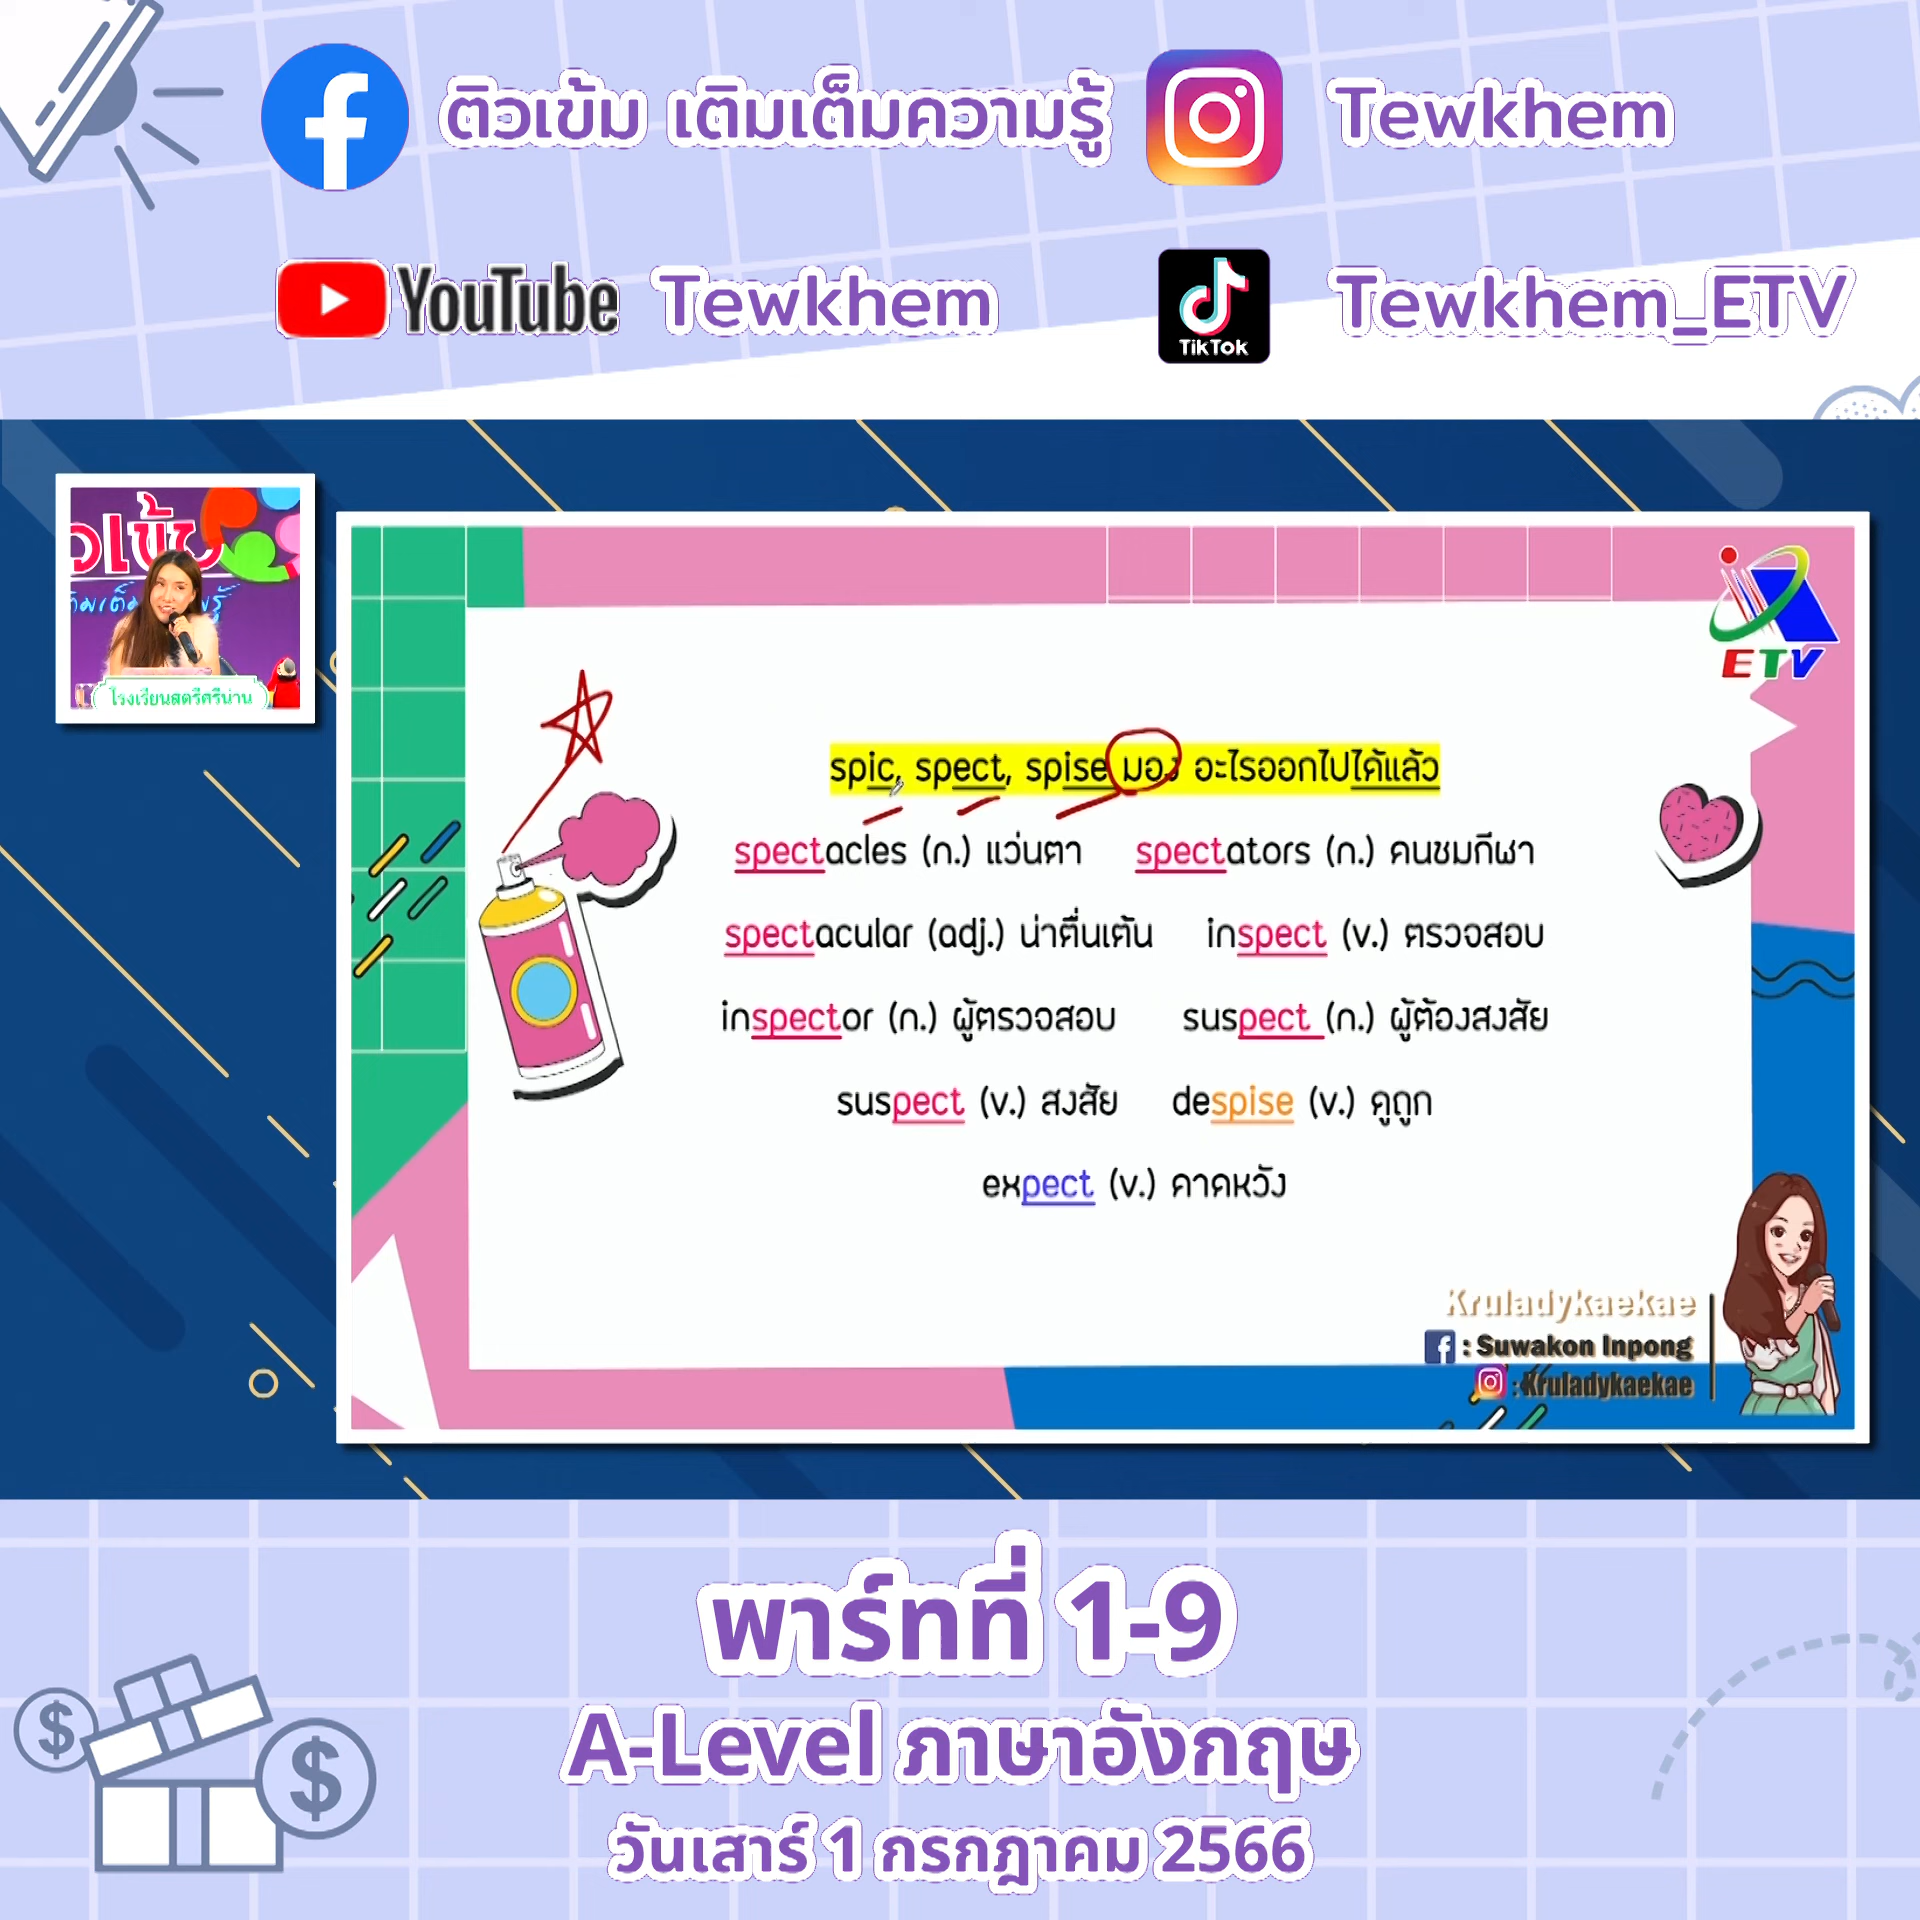 ติวเข้ม เติมเต็มความรู้
Tewkhem
YouTube Tewkhem
TikTok
Tewkhem_ETV
โรงเรียนสตรีศรีน่าน
ETV
spic, spect, spise มอง อะไรออกไปได้แล้ว
spectacles (n.) แว่นตา spectators (n.) คนชมกีฬา
spectacular (adj.) น่าตื่นเต้น inspect (v.) ตรวจสอบ
inspector (n.) ผู้ตรวจสอบ suspect (n.) ผู้ต้องสงสัย
suspect (v.) สงสัย despise (v.) ดูถูก
expect (v.) คาดหวัง
Kruladykaekae
: Suwakon Inpong
: Kruladykaekae
พาร์ทที่ 1-9
A-Level ภาษาอังกฤษ
วันเสาร์ 1 กรกฎาคม 2566